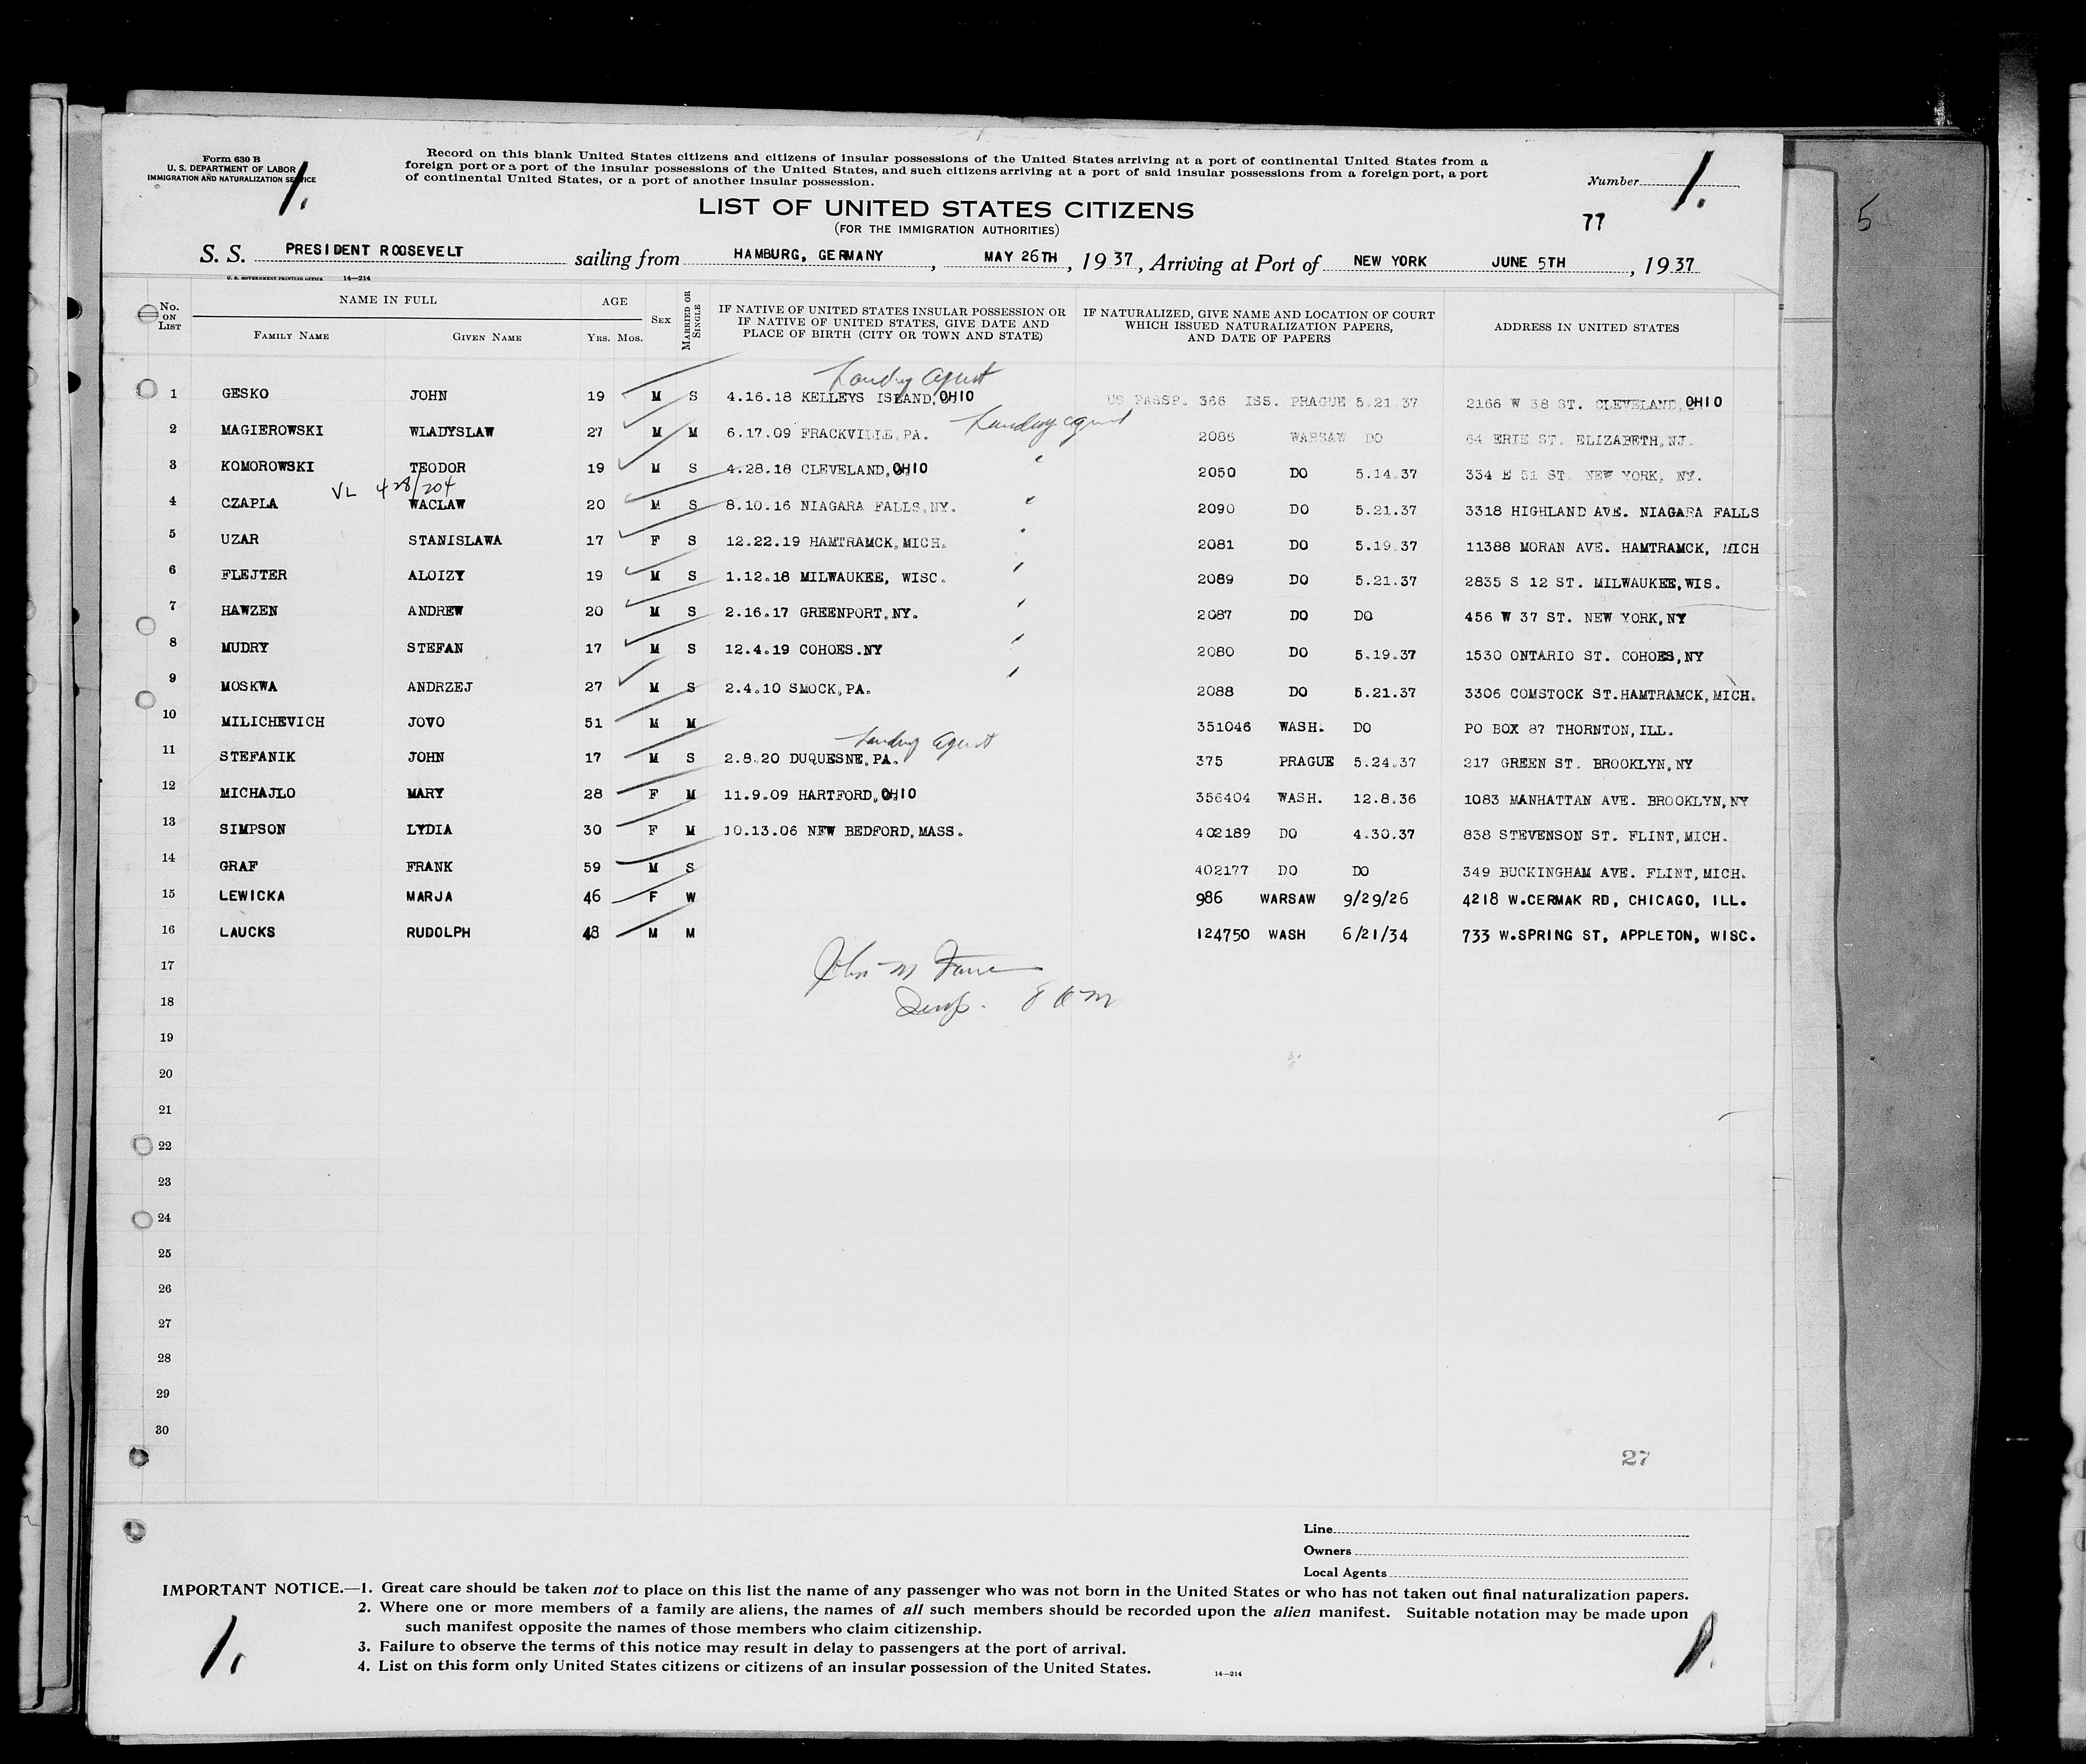 Form 630 B
U. S. DEPARTMENT OF LABOR
IMMIGRATION AND NATURALIZATION SERVICE
1.
Record on this blank United States citizens and citizens of insular possessions of the United States arriving at a port of continental United States from a
foreign port or a port of the insular possessions of the United States, and such citizens arriving at a port of said insular possessions from a foreign port, a port
of continental United States, or a port of another insular possession.
Number 1.
LIST OF UNITED STATES CITIZENS
(FOR THE IMMIGRATION AUTHORITIES)
77
5
S. S. PRESIDENT ROOSEVELT sailing from HAMBURG, GERMANY, MAY 26TH, 1937, Arriving at Port of NEW YORK JUNE 5TH, 1937
U. S. GOVERNMENT PRINTING OFFICE 14—214
No. ON LIST NAME IN FULL FAMILY NAME GIVEN NAME AGE YRS. MOS. SEX MARRIED OR SINGLE IF NATIVE OF UNITED STATES INSULAR POSSESSION OR IF NATIVE OF UNITED STATES, GIVE DATE AND PLACE OF BIRTH (CITY OR TOWN AND STATE) IF NATURALIZED, GIVE NAME AND LOCATION OF COURT WHICH ISSUED NATURALIZATION PAPERS, AND DATE OF PAPERS ADDRESS IN UNITED STATES
Landing Agent
1 GESKO JOHN 19 M S 4.16.18 KELLEYS ISLAND, OHIO US PASSP. 366 ISS. PRAGUE 5.21.37 2166 W 38 ST. CLEVELAND, OHIO
Landing agent
2 MAGIEROWSKI WLADYSLAW 27 M M 6.17.09 FRACKVILLE, PA. 2086 WARSAW DO 64 ERIE ST. ELIZABETH, NJ.
3 KOMOROWSKI TEODOR 19 M S 4.28.18 CLEVELAND, OHIO 2050 DO 5.14.37 334 E 51 ST. NEW YORK, NY.
VL 428/204
4 CZAPLA WACLAW 20 M S 8.10.16 NIAGARA FALLS, NY. 2090 DO 5.21.37 3318 HIGHLAND AVE. NIAGARA FALLS
5 UZAR STANISLAWA 17 F S 12.22.19 HAMTRAMCK, MICH. 2081 DO 5.19.37 11388 MORAN AVE. HAMTRAMCK, MICH
6 FLEJTER ALOIZY 19 M S 1.12.18 MILWAUKEE, WISC. 2089 DO 5.21.37 2835 S 12 ST. MILWAUKEE, WIS.
7 HAWZEN ANDREW 20 M S 2.16.17 GREENPORT, NY. 2087 DO DO 456 W 37 ST. NEW YORK, NY
8 MUDRY STEFAN 17 M S 12.4.19 COHOES.NY 2080 DO 5.19.37 1530 ONTARIO ST. COHOES, NY
9 MOSKWA ANDRZEJ 27 M S 2.4.10 SMOCK, PA. 2088 DO 5.21.37 3306 COMSTOCK ST. HAMTRAMCK, MICH.
10 MILICHEVICH JOVO 51 M M 351046 WASH. DO PO BOX 87 THORNTON, ILL.
Landing Agent
11 STEFANIK JOHN 17 M S 2.8.20 DUQUESNE, PA. 375 PRAGUE 5.24.37 217 GREEN ST. BROOKLYN, NY
12 MICHAJLO MARY 28 F M 11.9.09 HARTFORD, OHIO 356404 WASH. 12.8.36 1083 MANHATTAN AVE. BROOKLYN, NY
13 SIMPSON LYDIA 30 F M 10.13.06 NEW BEDFORD, MASS. 402189 DO 4.30.37 838 STEVENSON ST. FLINT, MICH.
14 GRAF FRANK 59 M S 402177 DO DO 349 BUCKINGHAM AVE. FLINT, MICH.
15 LEWICKA MARJA 46 F W 986 WARSAW 9/29/26 4218 W.CERMAK RD, CHICAGO, ILL.
16 LAUCKS RUDOLPH 48 M M 124750 WASH 6/21/34 733 W.SPRING ST, APPLETON, WISC.
17 John M
18
19
20
21
22
23
24
25
26
27
28
29
30
27
Line
Owners
Local Agents
IMPORTANT NOTICE.—1. Great care should be taken not to place on this list the name of any passenger who was not born in the United States or who has not taken out final naturalization papers.
2. Where one or more members of a family are aliens, the names of all such members should be recorded upon the alien manifest. Suitable notation may be made upon
such manifest opposite the names of those members who claim citizenship.
3. Failure to observe the terms of this notice may result in delay to passengers at the port of arrival.
4. List on this form only United States citizens or citizens of an insular possession of the United States.
14—214
1.
1.